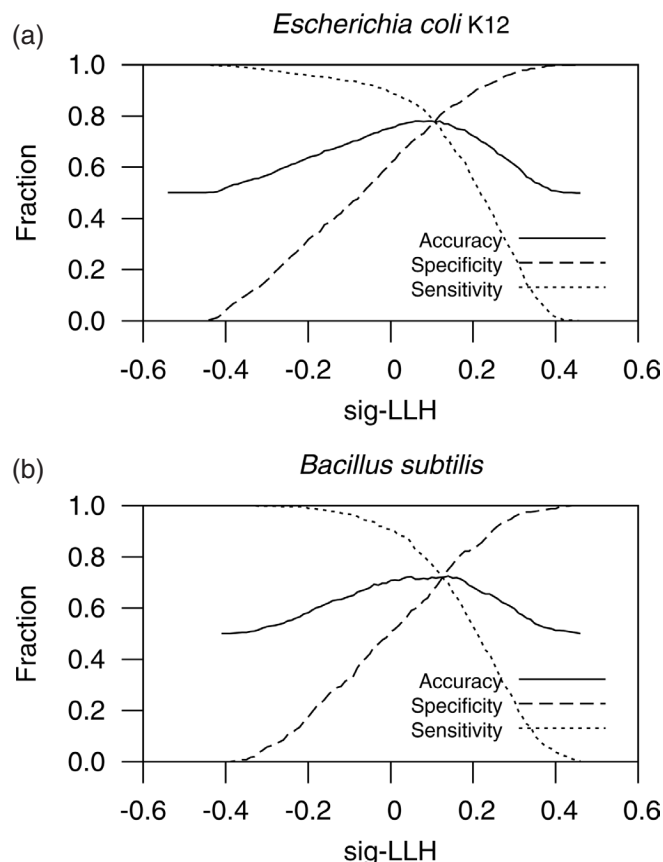 (a)
Escherichia coli K12
1.0
0.8
0.6
0.4
0.2
0.0
Fraction
Accuracy
Specificity
Sensitivity
-0.6 -0.4 -0.2 0 0.2 0.4 0.6
sig-LLH
(b)
Bacillus subtilis
1.0
0.8
0.6
0.4
0.2
0.0
Fraction
Accuracy
Specificity
Sensitivity
-0.6 -0.4 -0.2 0 0.2 0.4 0.6
sig-LLH